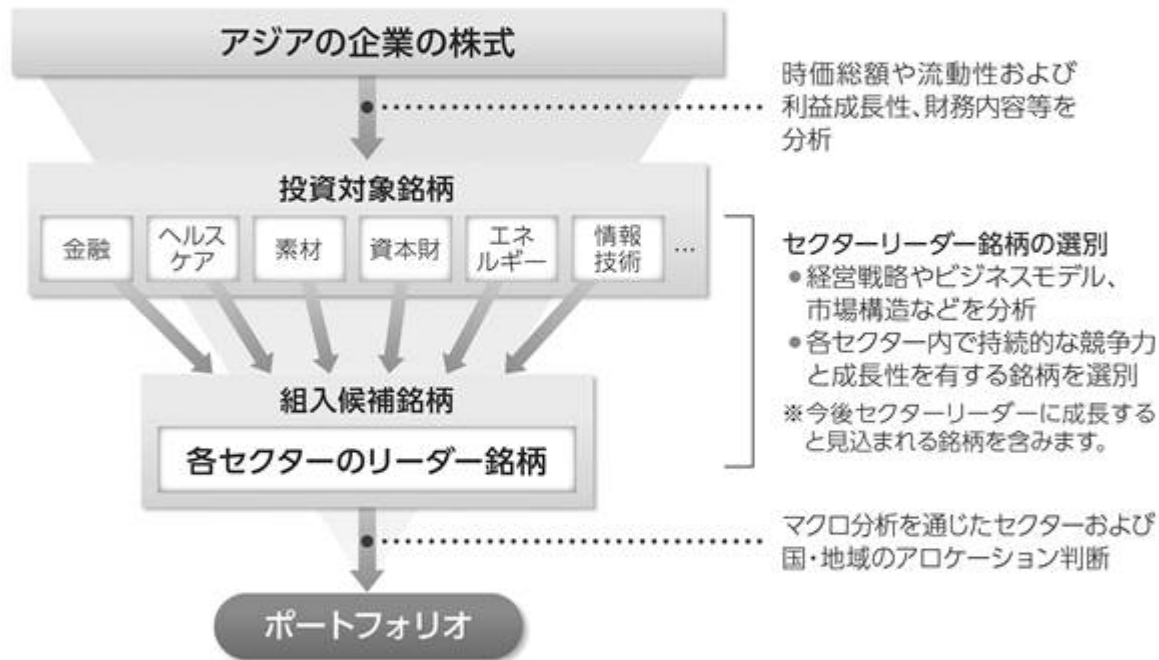 アジアの企業の株式
時価総額や流動性および
利益成長性、財務内容等を
分析
投資対象銘柄
金融
ヘルス
ケア
素材
資本財
エネ
ルギー
情報
技術
…
セクターリーダー銘柄の選別
●経営戦略やビジネスモデル、
市場構造などを分析
●各セクター内で持続的な競争力
と成長性を有する銘柄を選別
※今後セクターリーダーに成長する
と見込まれる銘柄を含みます。
組入候補銘柄
各セクターのリーダー銘柄
マクロ分析を通じたセクターおよび
国・地域のアロケーション判断
ポートフォリオ